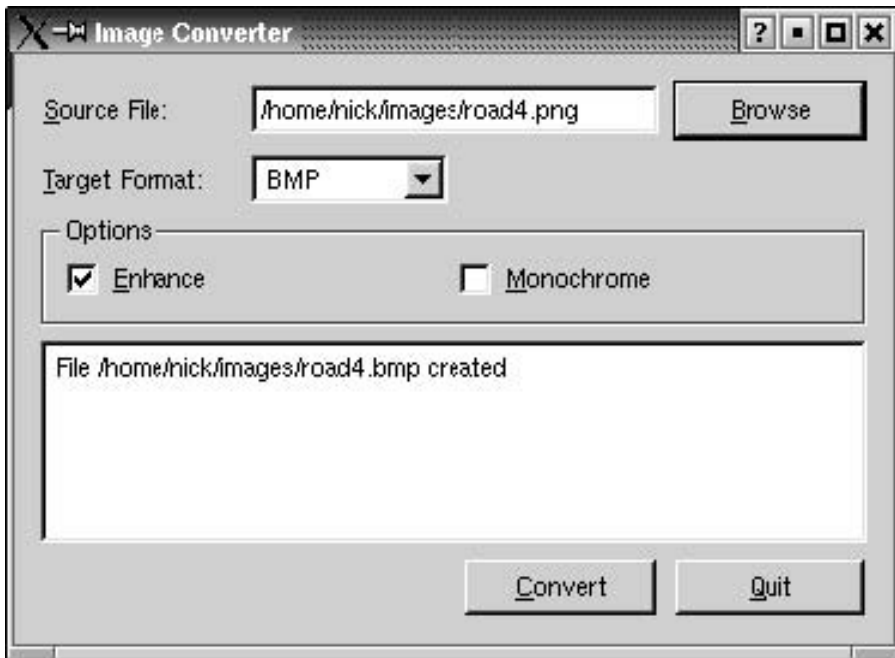 Image Converter
Source File: /home/nick/images/road4.png Browse
Target Format: BMP
Options
Enhance Monochrome
File /home/nick/images/road4.bmp created
Convert Quit